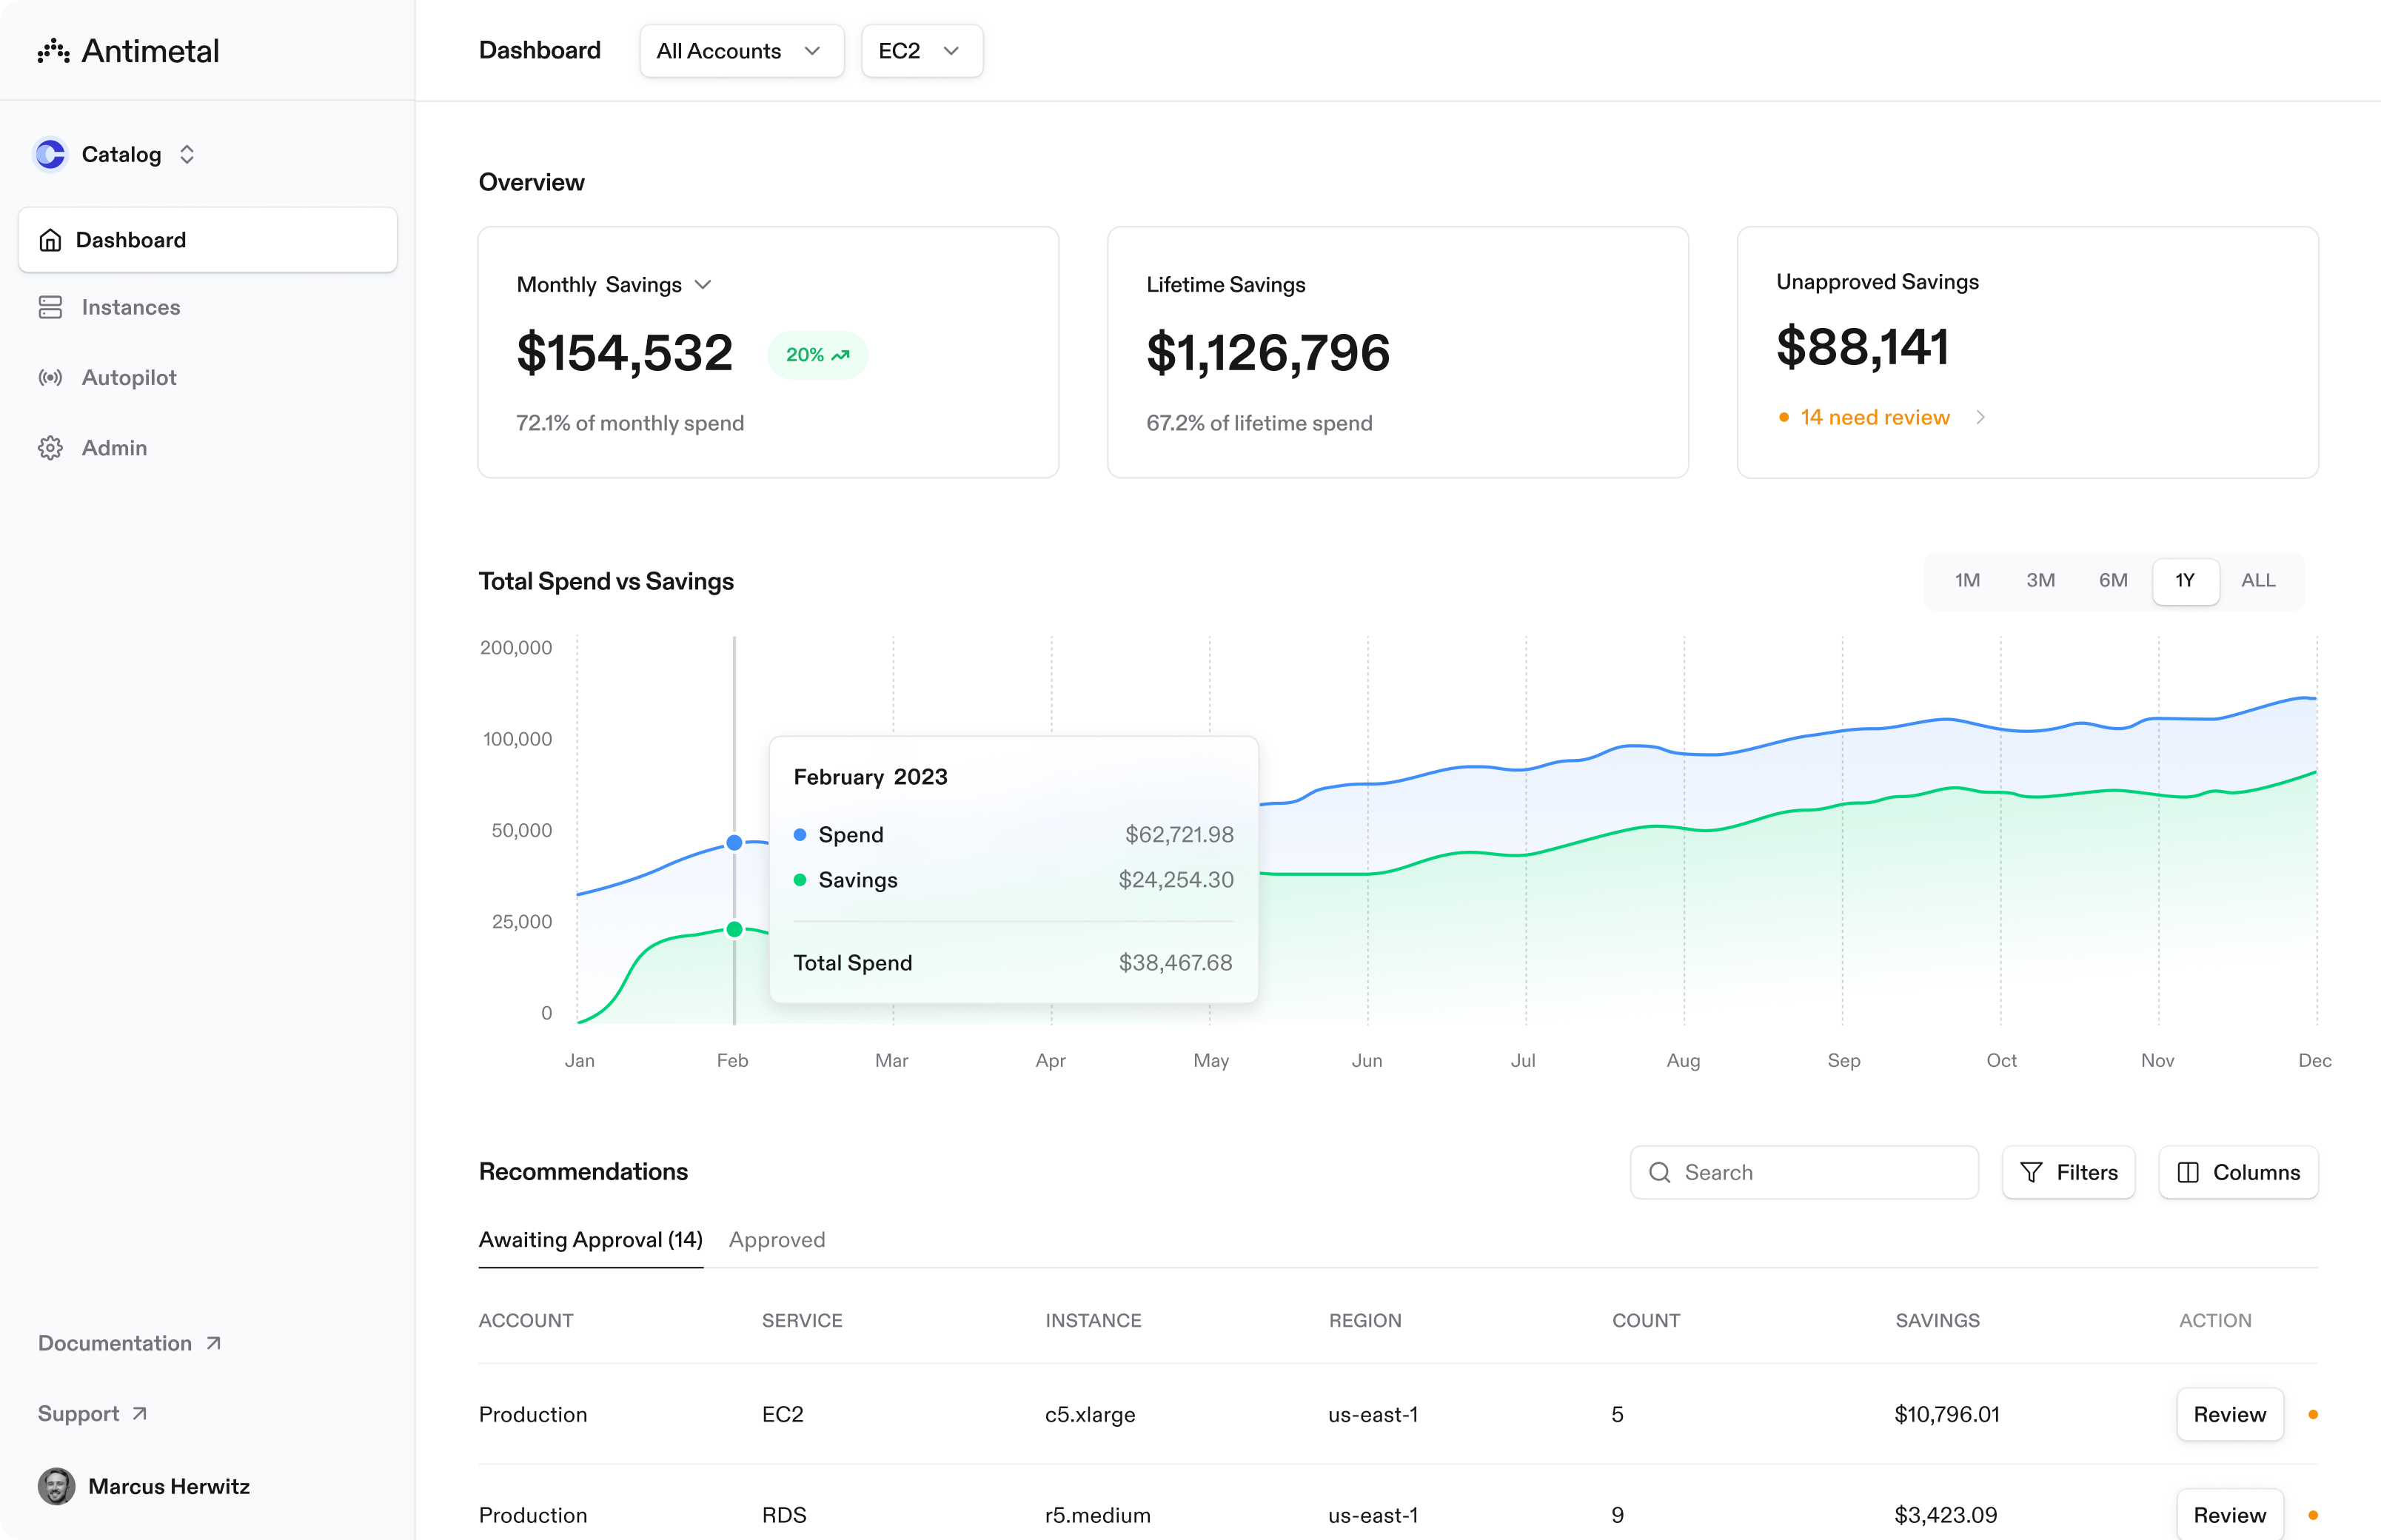 Antimetal
Catalog
Dashboard
Instances
Autopilot
Admin
Documentation
Support
Marcus Herwitz
Dashboard
All Accounts
EC2
Overview
Monthly Savings
$154,532
20%
72.1% of monthly spend
Lifetime Savings
$1,126,796
67.2% of lifetime spend
Unapproved Savings
$88,141
14 need review
Total Spend vs Savings
1M 3M 6M 1Y ALL
200,000
100,000
50,000
25,000
0
February 2023
Spend $62,721.98
Savings $24,254.30
Total Spend $38,467.68
Jan Feb Mar Apr May Jun Jul Aug Sep Oct Nov Dec
Recommendations
Search
Filters
Columns
Awaiting Approval (14) Approved
ACCOUNT SERVICE INSTANCE REGION COUNT SAVINGS ACTION
Production EC2 c5.xlarge us-east-1 5 $10,796.01 Review
Production RDS r5.medium us-east-1 9 $3,423.09 Review